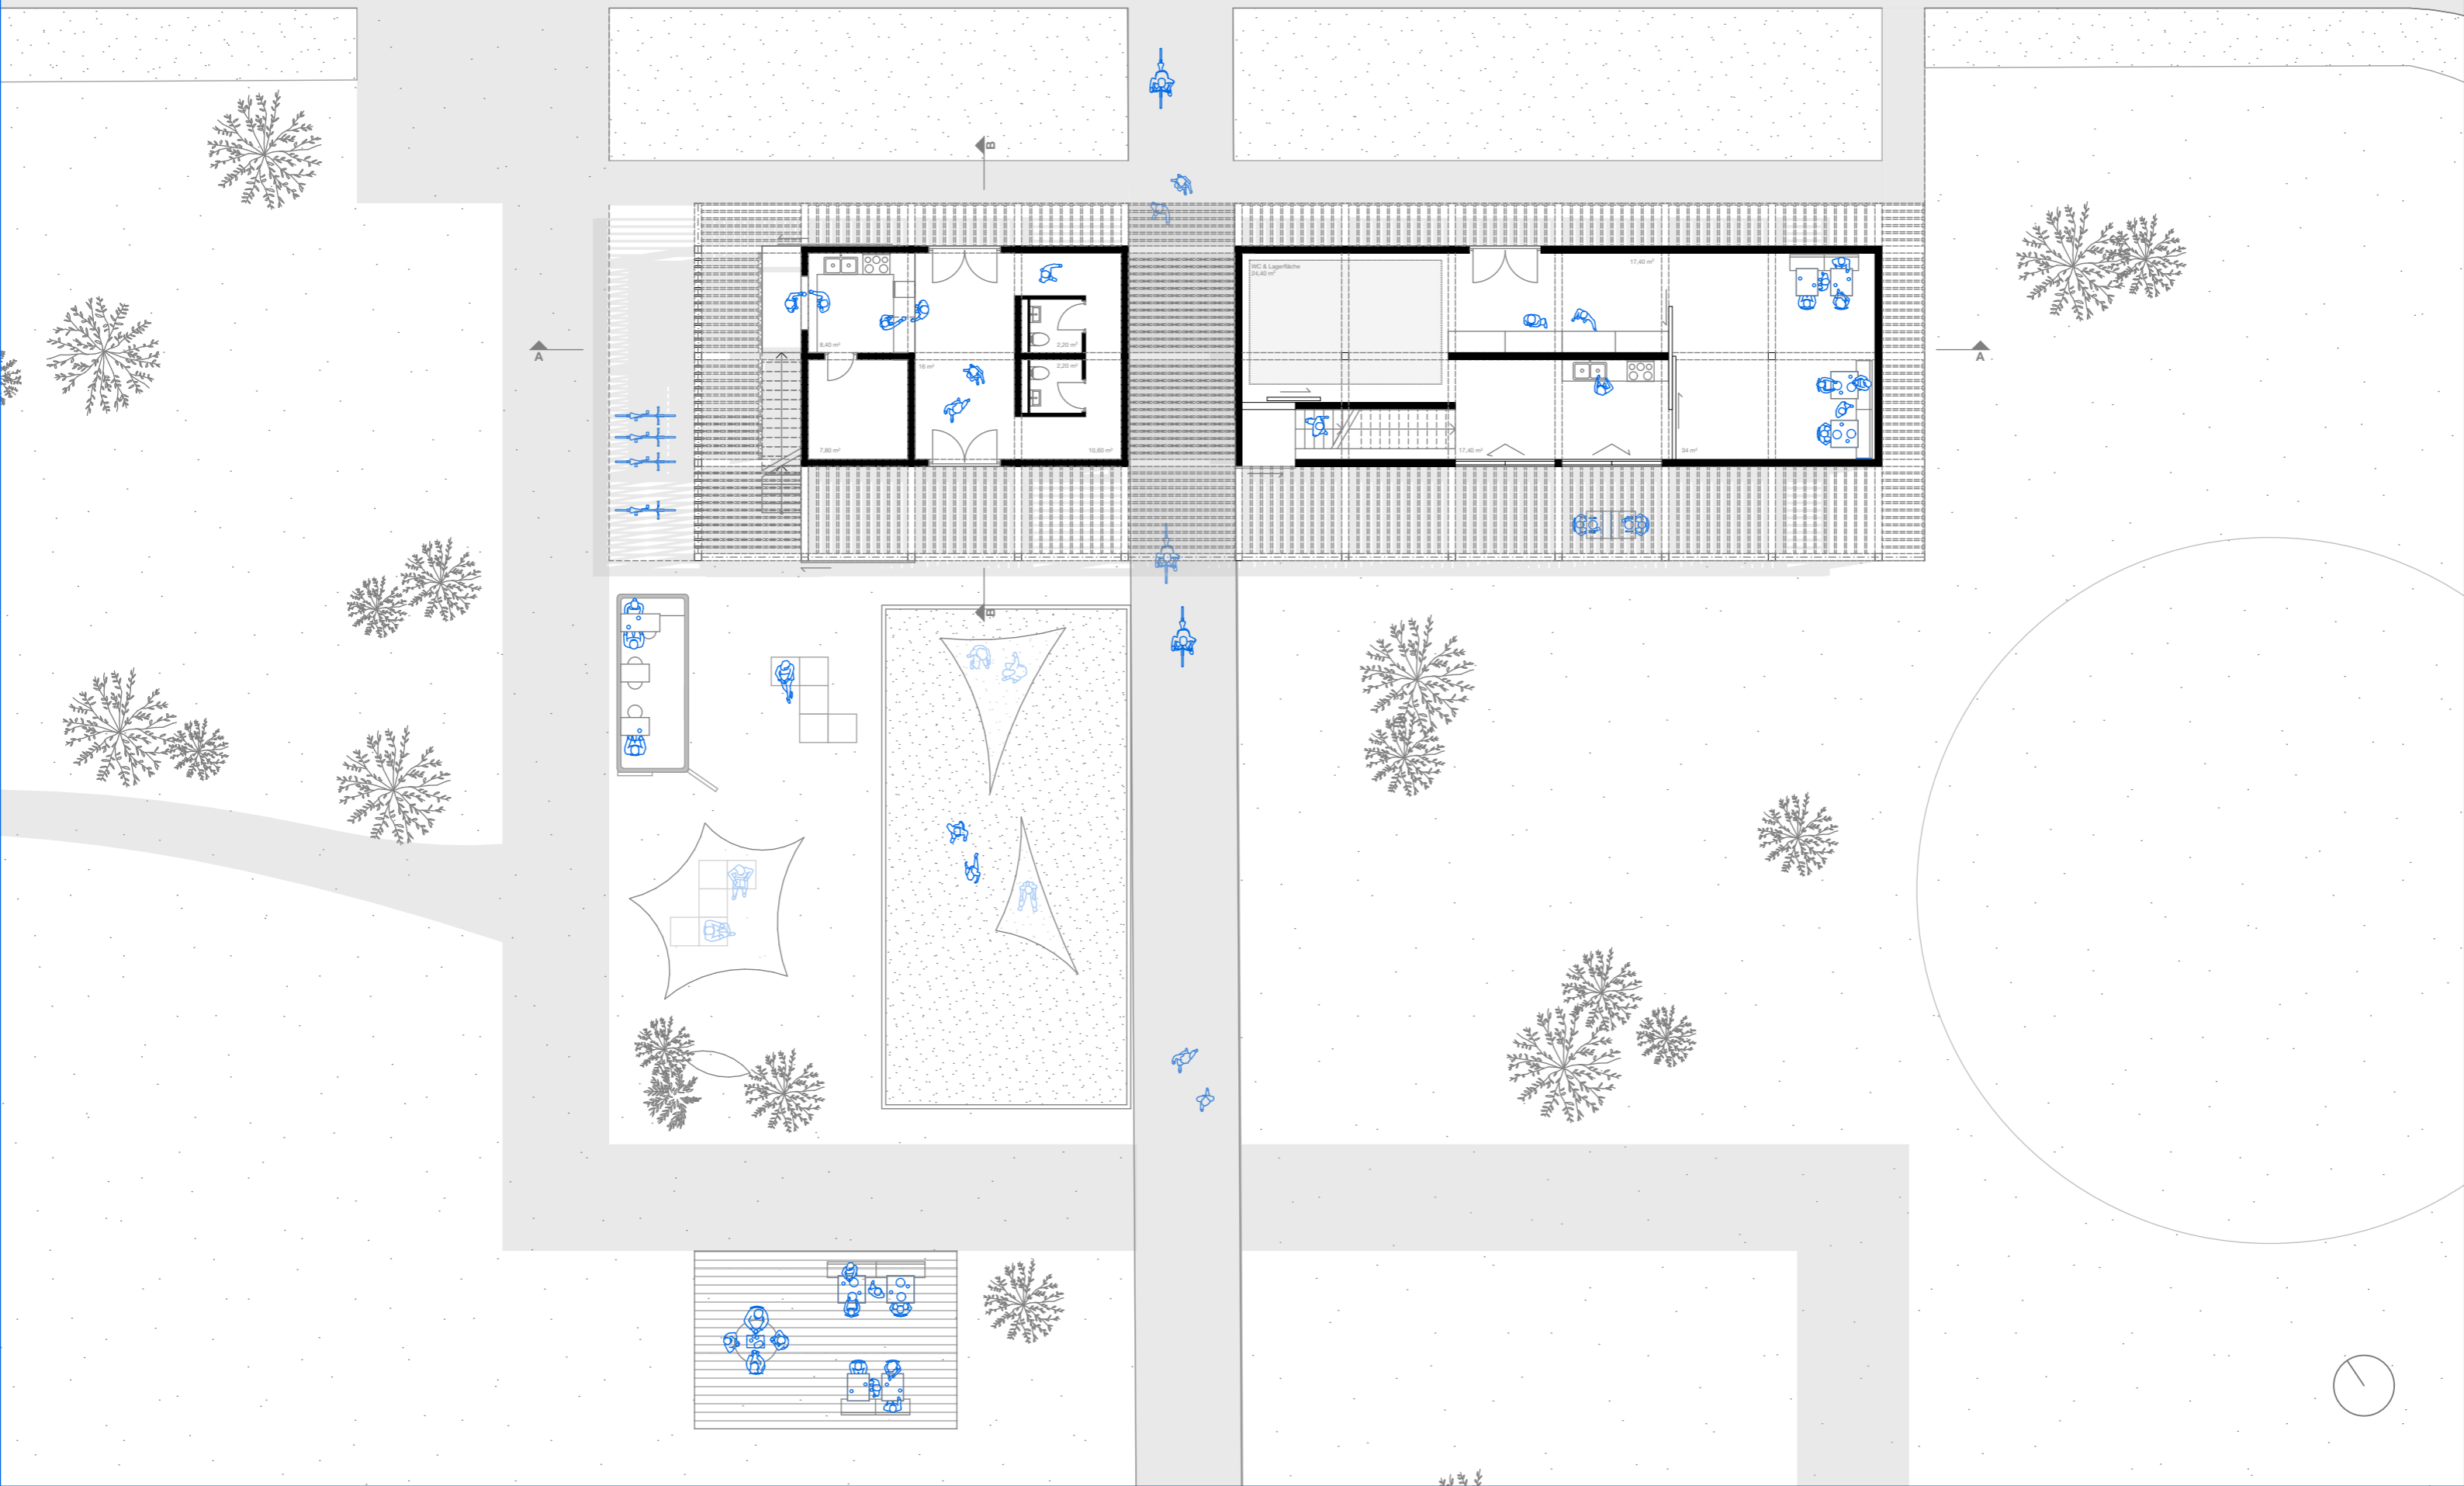 B
WC & Lagerfläche
24,40 m²
17,40 m²
8,40 m²
2,20 m²
A
A
16 m²
2,20 m²
7,80 m²
10,60 m²
17,40 m²
34 m²
B